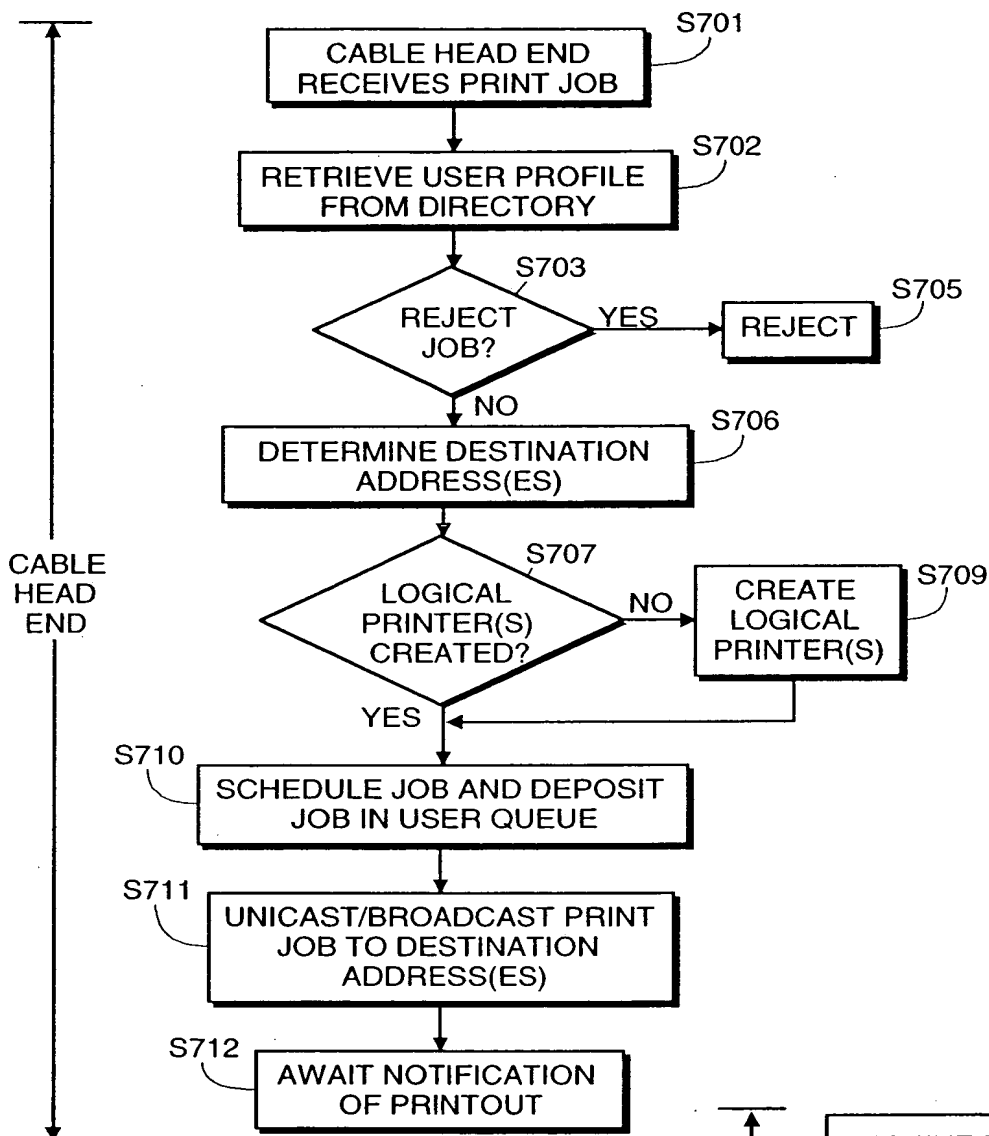 S701
CABLE HEAD END
RECEIVES PRINT JOB
S702
RETRIEVE USER PROFILE
FROM DIRECTORY
S703
REJECT
JOB?
YES
S705
REJECT
NO
S706
DETERMINE DESTINATION
ADDRESS(ES)
S707
LOGICAL
PRINTER(S)
CREATED?
NO
S709
CREATE
LOGICAL
PRINTER(S)
YES
CABLE
HEAD
END
S710
SCHEDULE JOB AND DEPOSIT
JOB IN USER QUEUE
S711
UNICAST/BROADCAST PRINT
JOB TO DESTINATION
ADDRESS(ES)
S712
AWAIT NOTIFICATION
OF PRINTOUT